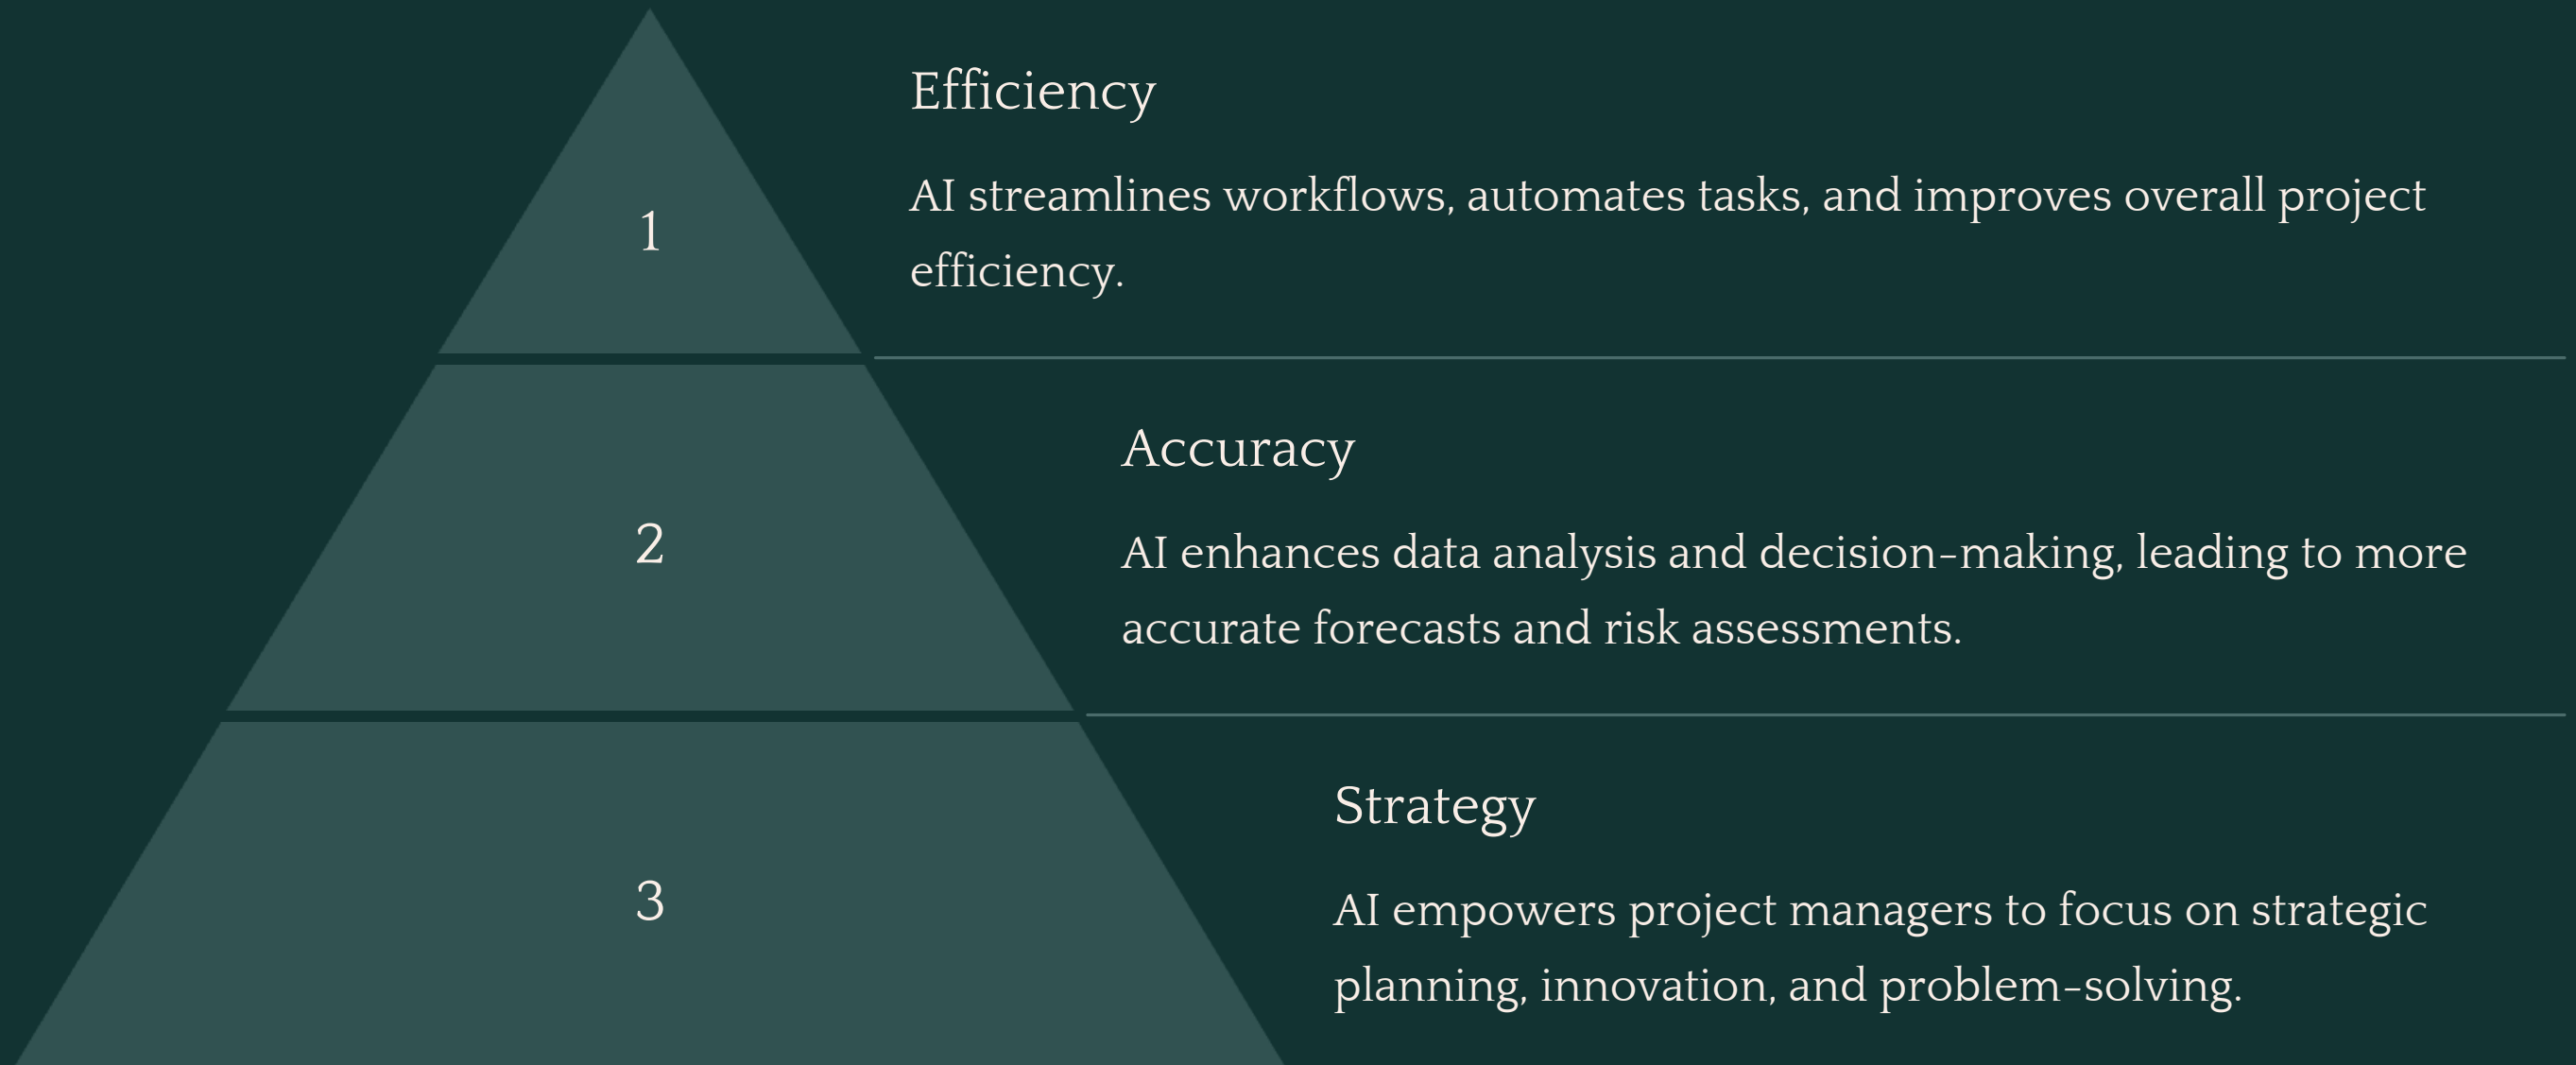 Efficiency
AI streamlines workflows, automates tasks, and improves overall project
efficiency.
1
Accuracy
AI enhances data analysis and decision-making, leading to more
accurate forecasts and risk assessments.
2
Strategy
AI empowers project managers to focus on strategic
planning, innovation, and problem-solving.
3